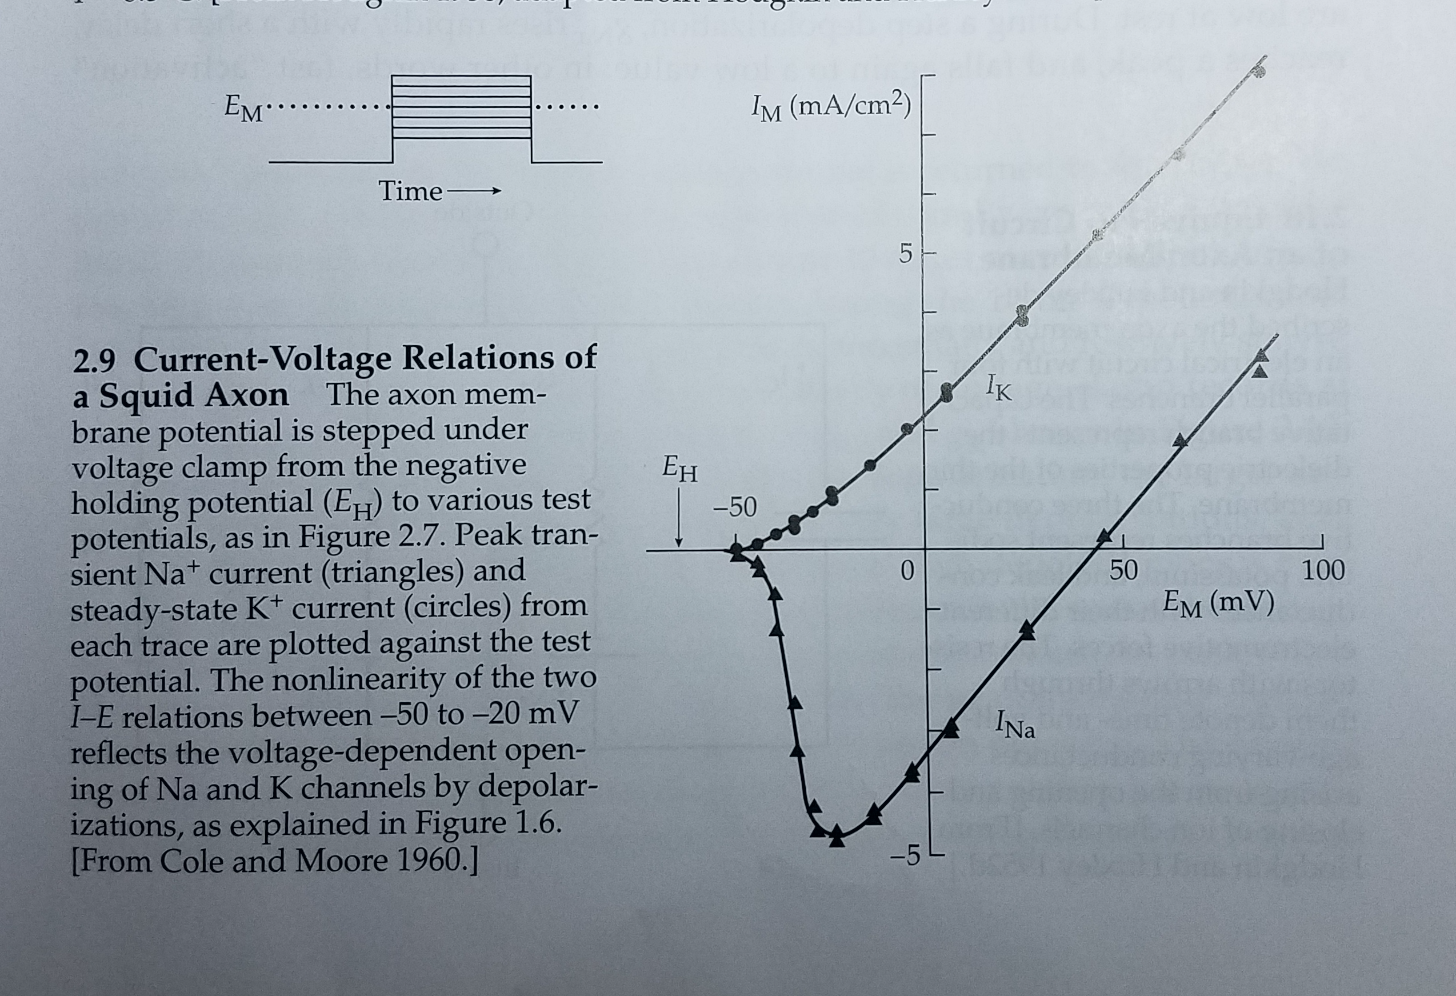 E_M
Time
I_M (mA/cm²)
5
I_K
2.9 Current-Voltage Relations of
a Squid Axon The axon mem-
brane potential is stepped under
voltage clamp from the negative
holding potential (E_H) to various test
potentials, as in Figure 2.7. Peak tran-
sient Na⁺ current (triangles) and
steady-state K⁺ current (circles) from
each trace are plotted against the test
potential. The nonlinearity of the two
I–E relations between –50 to –20 mV
reflects the voltage-dependent open-
ing of Na and K channels by depolar-
izations, as explained in Figure 1.6.
[From Cole and Moore 1960.]
E_H
–50
0
50
100
E_M (mV)
I_Na
–5